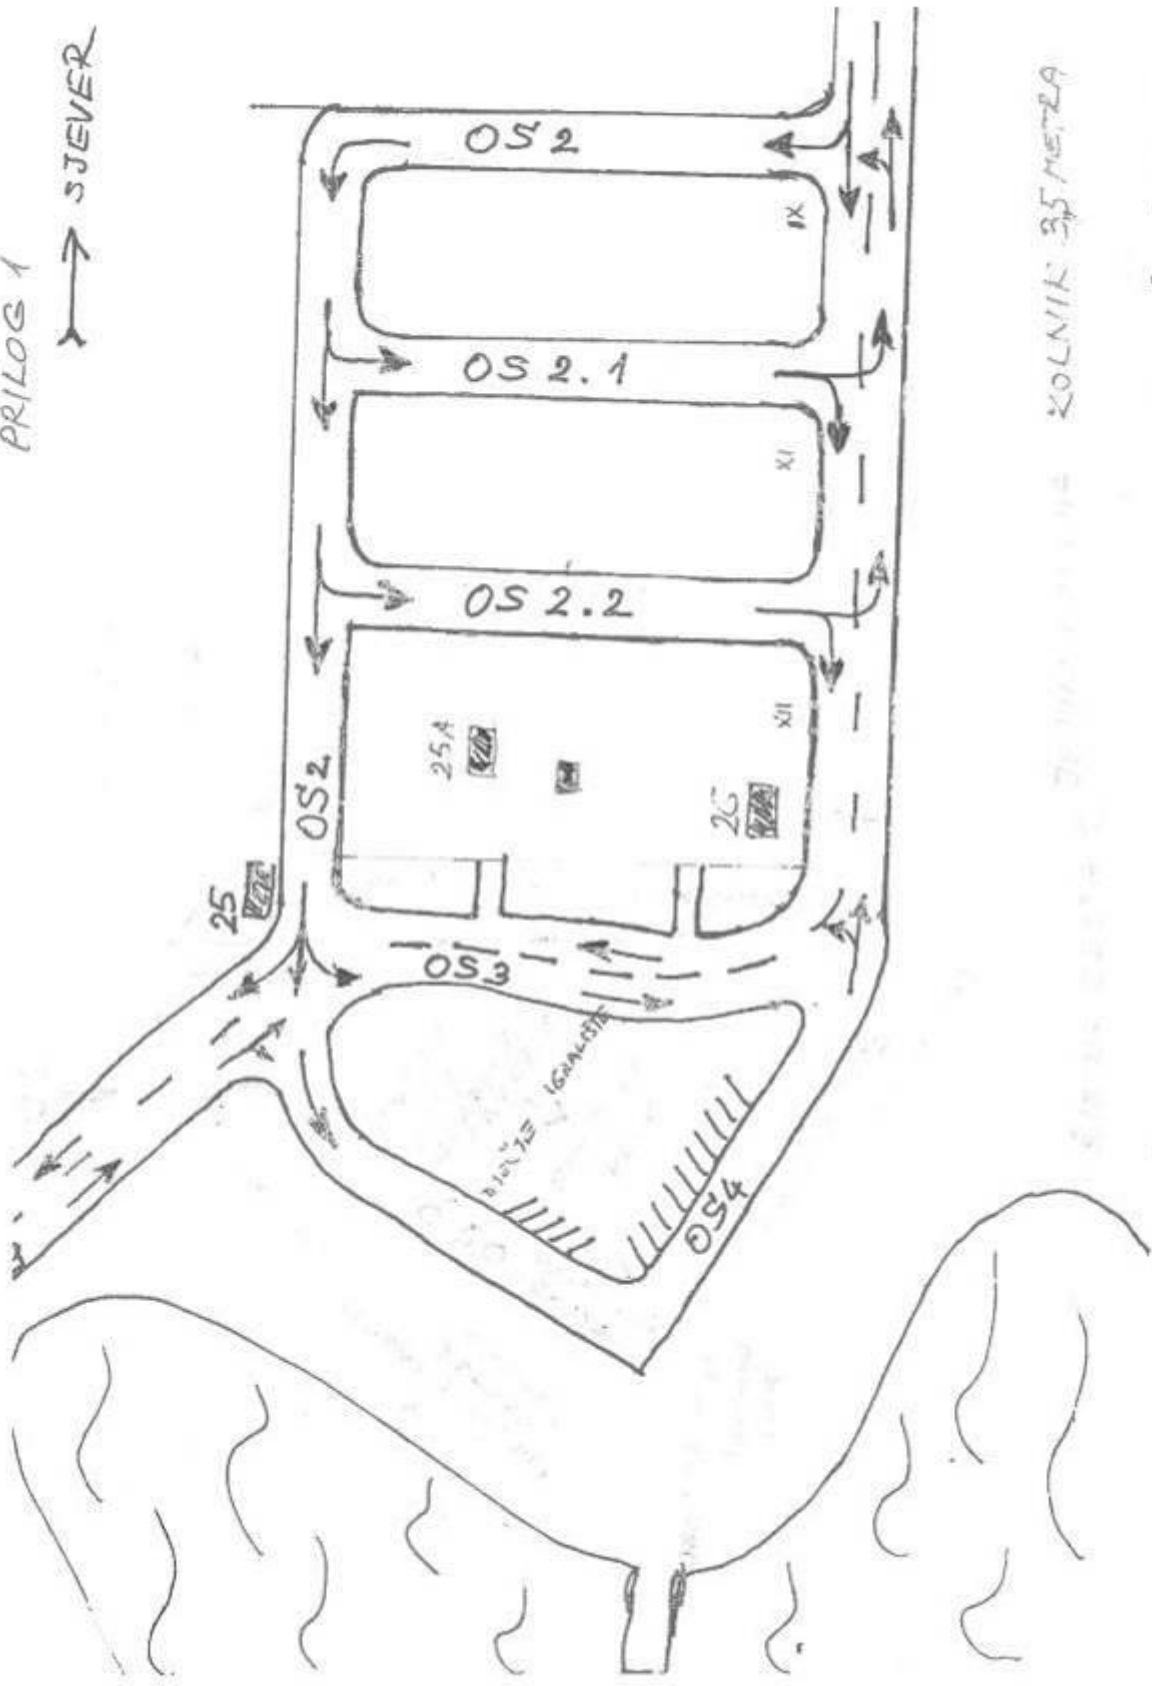 PRILOG 1
SJEVER
OS 2
IX
OS 2.1
XI
OS 2.2
XII
25A
OS2
25
OS3
IGRALIŠTE
OS4
KOLNIK 3,5 METRA